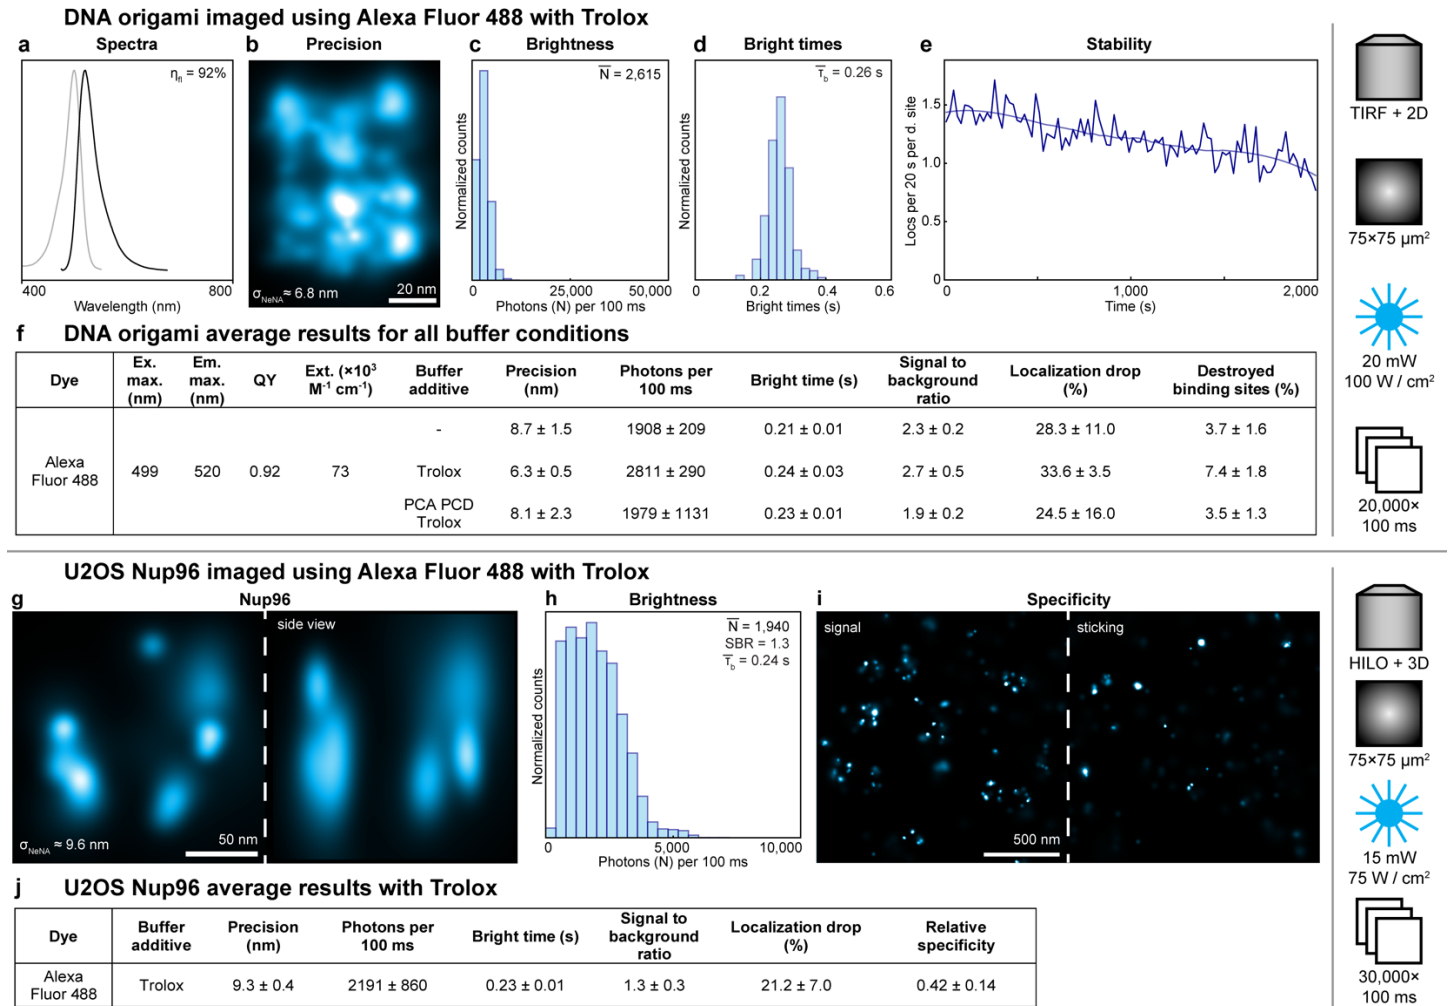 DNA origami imaged using Alexa Fluor 488 with Trolox
a Spectra
ηfl = 92%
400 800
Wavelength (nm)
b Precision
σNeNA ≈ 6.8 nm
20 nm
c Brightness
N = 2,615
Normalized counts
0 25,000 50,000
Photons (N) per 100 ms
d Bright times
τb = 0.26 s
Normalized counts
0 0.2 0.4 0.6
Bright times (s)
e Stability
Locs per 20 s per d. site
1.5
1.0
0.5
0
0 1,000 2,000
Time (s)
TIRF + 2D
75×75 µm²
20 mW
100 W / cm²
20,000×
100 ms
f DNA origami average results for all buffer conditions
Dye Ex. max. (nm) Em. max. (nm) QY Ext. (×10³ M⁻¹ cm⁻¹) Buffer additive Precision (nm) Photons per 100 ms Bright time (s) Signal to background ratio Localization drop (%) Destroyed binding sites (%)
- 8.7 ± 1.5 1908 ± 209 0.21 ± 0.01 2.3 ± 0.2 28.3 ± 11.0 3.7 ± 1.6
Alexa Fluor 488 499 520 0.92 73 Trolox 6.3 ± 0.5 2811 ± 290 0.24 ± 0.03 2.7 ± 0.5 33.6 ± 3.5 7.4 ± 1.8
PCA PCD Trolox 8.1 ± 2.3 1979 ± 1131 0.23 ± 0.01 1.9 ± 0.2 24.5 ± 16.0 3.5 ± 1.3
U2OS Nup96 imaged using Alexa Fluor 488 with Trolox
g Nup96
side view
σNeNA ≈ 9.6 nm
50 nm
h Brightness
N = 1,940
SBR = 1.3
τb = 0.24 s
Normalized counts
0 5,000 10,000
Photons (N) per 100 ms
i Specificity
signal
sticking
500 nm
HILO + 3D
75×75 µm²
15 mW
75 W / cm²
30,000×
100 ms
j U2OS Nup96 average results with Trolox
Dye Buffer additive Precision (nm) Photons per 100 ms Bright time (s) Signal to background ratio Localization drop (%) Relative specificity
Alexa Fluor 488 Trolox 9.3 ± 0.4 2191 ± 860 0.23 ± 0.01 1.3 ± 0.3 21.2 ± 7.0 0.42 ± 0.14